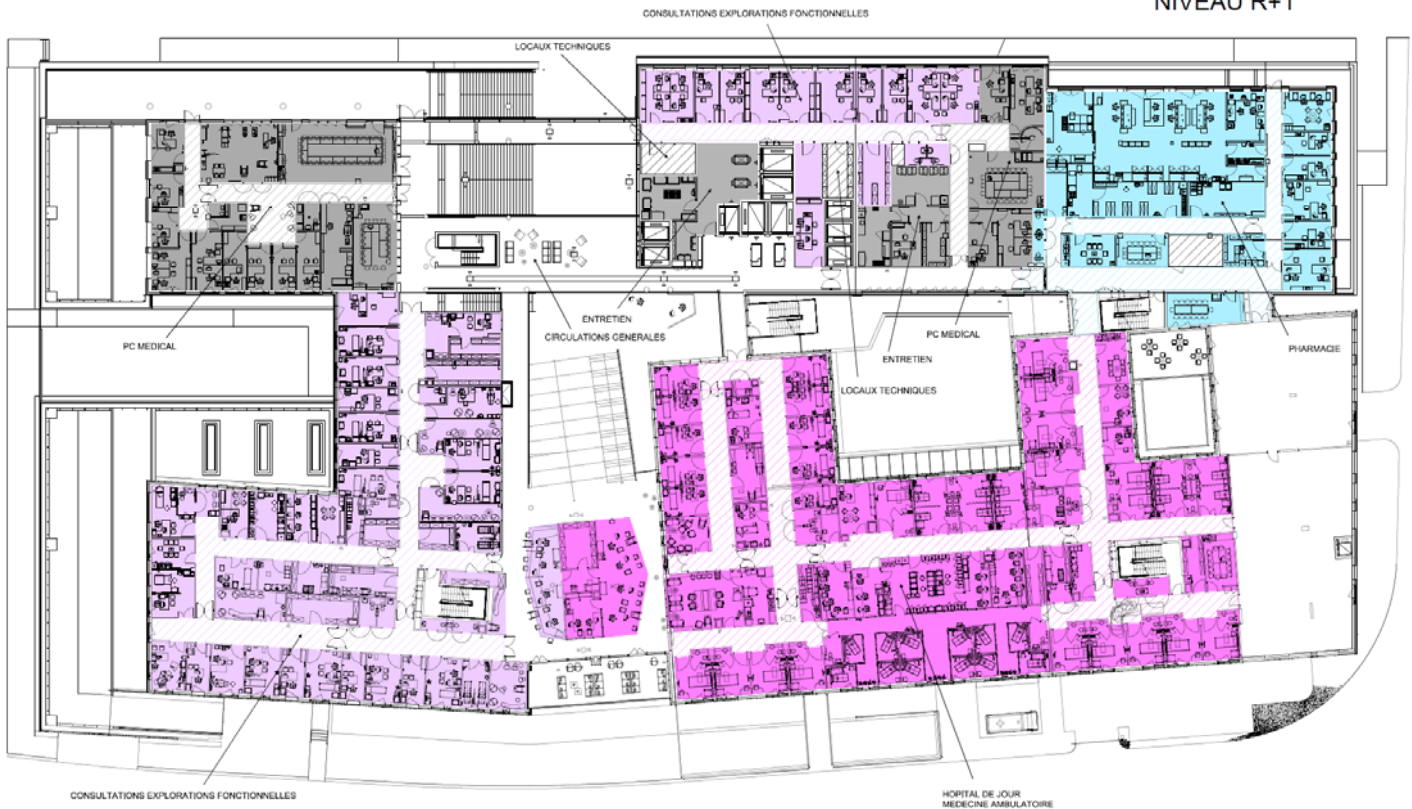 NIVEAU R+1
CONSULTATIONS EXPLORATIONS FONCTIONNELLES
LOCAUX TECHNIQUES
ENTRETIEN
CIRCULATIONS GENERALES
PC MEDICAL
PC MEDICAL
ENTRETIEN
PHARMACIE
LOCAUX TECHNIQUES
CONSULTATIONS EXPLORATIONS FONCTIONNELLES
HOPITAL DE JOUR
MEDECINE AMBULATOIRE